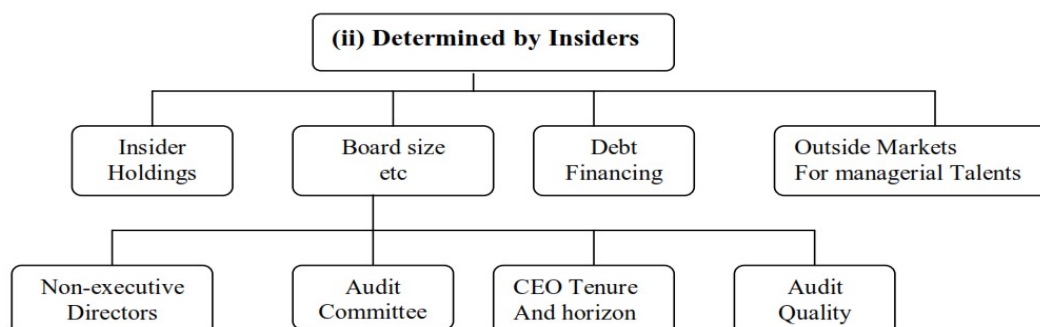 (ii) Determined by Insiders
Insider
Holdings
Board size
etc
Debt
Financing
Outside Markets
For managerial Talents
Non-executive
Directors
Audit
Committee
CEO Tenure
And horizon
Audit
Quality